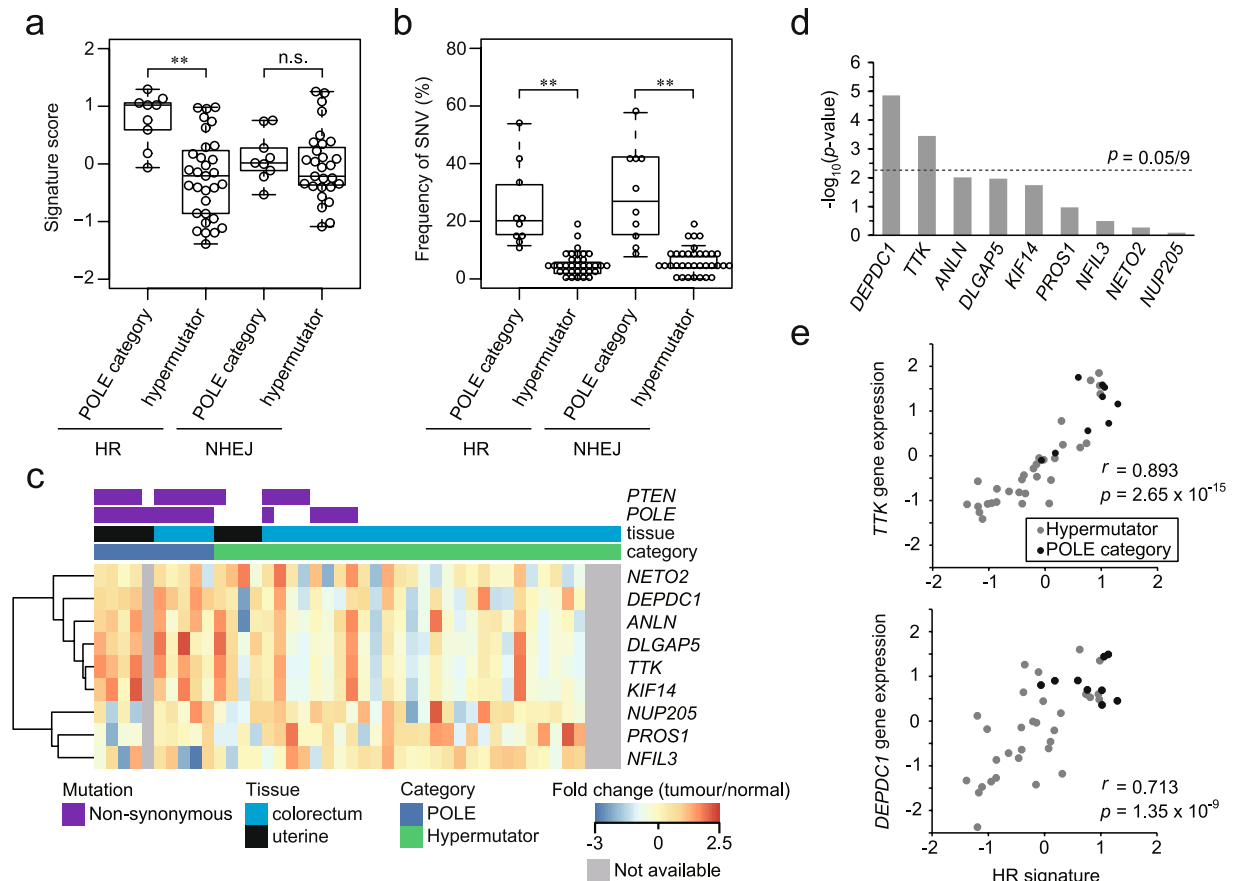 a
2
1
0
−1
−2
Signature score
**
n.s.
POLE category
hypermutator
POLE category
hypermutator
HR
NHEJ
b
80
60
40
20
0
Frequency of SNV (%)
**
**
POLE category
hypermutator
POLE category
hypermutator
HR
NHEJ
d
6
5
4
3
2
1
0
-log10(p-value)
p = 0.05/9
DEPDC1
TTK
ANLN
DLGAP5
KIF14
PROS1
NFIL3
NETO2
NUP205
c
PTEN
POLE
tissue
category
NETO2
DEPDC1
ANLN
DLGAP5
TTK
KIF14
NUP205
PROS1
NFIL3
Mutation
Non-synonymous
Tissue
colorectum
uterine
Category
POLE
Hypermutator
Fold change (tumour/normal)
-3
0
2.5
Not available
e
2
1
0
-1
-2
TTK gene expression
r = 0.893
p = 2.65 x 10-15
Hypermutator
POLE category
-2
-1
0
1
2
2
1
0
-1
-2
DEPDC1 gene expression
r = 0.713
p = 1.35 x 10-9
-2
-1
0
1
2
HR signature